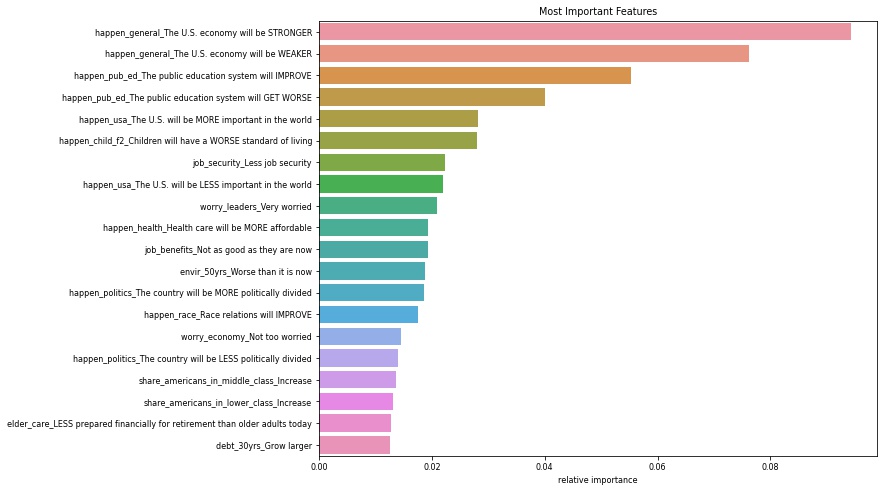 Most Important Features
happen_general_The U.S. economy will be STRONGER
happen_general_The U.S. economy will be WEAKER
happen_pub_ed_The public education system will IMPROVE
happen_pub_ed_The public education system will GET WORSE
happen_usa_The U.S. will be MORE important in the world
happen_child_f2_Children will have a WORSE standard of living
job_security_Less job security
happen_usa_The U.S. will be LESS important in the world
worry_leaders_Very worried
happen_health_Health care will be MORE affordable
job_benefits_Not as good as they are now
envir_50yrs_Worse than it is now
happen_politics_The country will be MORE politically divided
happen_race_Race relations will IMPROVE
worry_economy_Not too worried
happen_politics_The country will be LESS politically divided
share_americans_in_middle_class_Increase
share_americans_in_lower_class_Increase
elder_care_LESS prepared financially for retirement than older adults today
debt_30yrs_Grow larger
0.00 0.02 0.04 0.06 0.08
relative importance